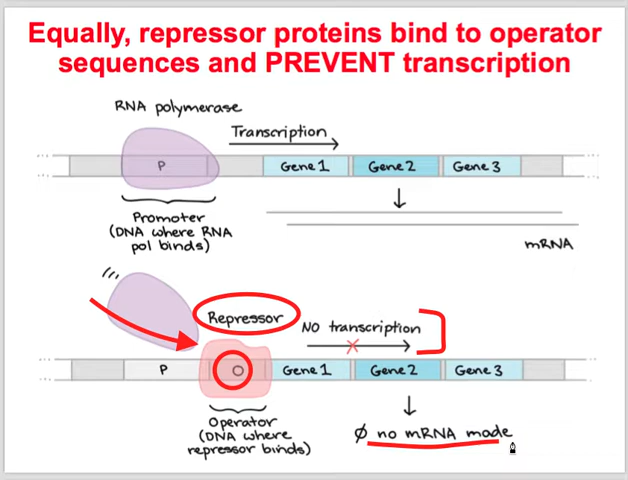 Equally, repressor proteins bind to operator
sequences and PREVENT transcription
RNA polymerase
Transcription
P
Gene 1
Gene 2
Gene 3
Promoter
(DNA where RNA
pol binds)
mRNA
Repressor
NO transcription
P
O
Gene 1
Gene 2
Gene 3
Operator
(DNA where
repressor binds)
∅ no mRNA made